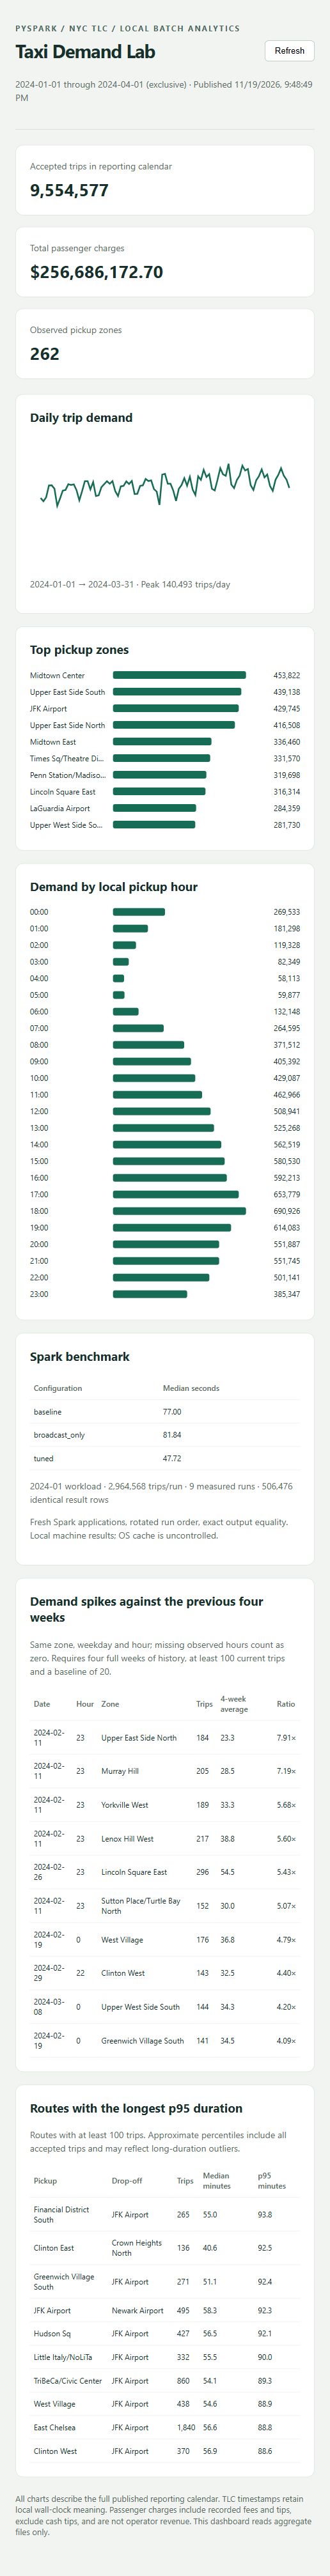 PYSPARK / NYC TLC / LOCAL BATCH ANALYTICS
Taxi Demand Lab
Refresh
2024-01-01 through 2024-04-01 (exclusive) · Published 11/19/2026, 9:48:49
PM
Accepted trips in reporting calendar
9,554,577
Total passenger charges
$256,686,172.70
Observed pickup zones
262
Daily trip demand
2024-01-01 → 2024-03-31 · Peak 140,493 trips/day
Top pickup zones
Midtown Center 453,822
Upper East Side South 439,138
JFK Airport 429,745
Upper East Side North 416,508
Midtown East 336,460
Times Sq/Theatre Di... 331,570
Penn Station/Madiso... 319,698
Lincoln Square East 316,314
LaGuardia Airport 284,359
Upper West Side So... 281,730
Demand by local pickup hour
00:00 269,533
01:00 181,298
02:00 119,328
03:00 82,349
04:00 58,113
05:00 59,877
06:00 132,148
07:00 264,595
08:00 371,512
09:00 405,392
10:00 429,087
11:00 462,966
12:00 508,941
13:00 525,268
14:00 562,519
15:00 580,530
16:00 592,213
17:00 653,779
18:00 690,926
19:00 614,083
20:00 551,887
21:00 551,745
22:00 501,141
23:00 385,347
Spark benchmark
Configuration Median seconds
baseline 77.00
broadcast_only 81.84
tuned 47.72
2024-01 workload · 2,964,568 trips/run · 9 measured runs · 506,476
identical result rows
Fresh Spark applications, rotated run order, exact output equality.
Local machine results; OS cache is uncontrolled.
Demand spikes against the previous four
weeks
Same zone, weekday and hour; missing observed hours count as
zero. Requires four full weeks of history, at least 100 current trips
and a baseline of 20.
Date Hour Zone Trips 4-week average Ratio
2024-02-11 23 Upper East Side North 184 23.3 7.91×
2024-02-11 23 Murray Hill 205 28.5 7.19×
2024-02-11 23 Yorkville West 189 33.3 5.68×
2024-02-11 23 Lenox Hill West 217 38.8 5.60×
2024-02-26 23 Lincoln Square East 296 54.5 5.43×
2024-02-11 23 Sutton Place/Turtle Bay North 152 30.0 5.07×
2024-02-19 0 West Village 176 36.8 4.79×
2024-02-29 22 Clinton West 143 32.5 4.40×
2024-03-08 0 Upper West Side South 144 34.3 4.20×
2024-02-19 0 Greenwich Village South 141 34.5 4.09×
Routes with the longest p95 duration
Routes with at least 100 trips. Approximate percentiles include all
accepted trips and may reflect long-duration outliers.
Pickup Drop-off Trips Median minutes p95 minutes
Financial District South JFK Airport 265 55.0 93.8
Clinton East Crown Heights North 136 40.6 92.5
Greenwich Village South JFK Airport 271 51.1 92.4
JFK Airport Newark Airport 495 58.3 92.3
Hudson Sq JFK Airport 427 56.5 92.1
Little Italy/NoLiTa JFK Airport 332 55.5 90.0
TriBeCa/Civic Center JFK Airport 860 54.1 89.3
West Village JFK Airport 438 54.6 88.9
East Chelsea JFK Airport 1,840 56.6 88.8
Clinton West JFK Airport 370 56.9 88.6
All charts describe the full published reporting calendar. TLC timestamps retain
local wall-clock meaning. Passenger charges include recorded fees and tips,
exclude cash tips, and are not operator revenue. This dashboard reads aggregate
files only.